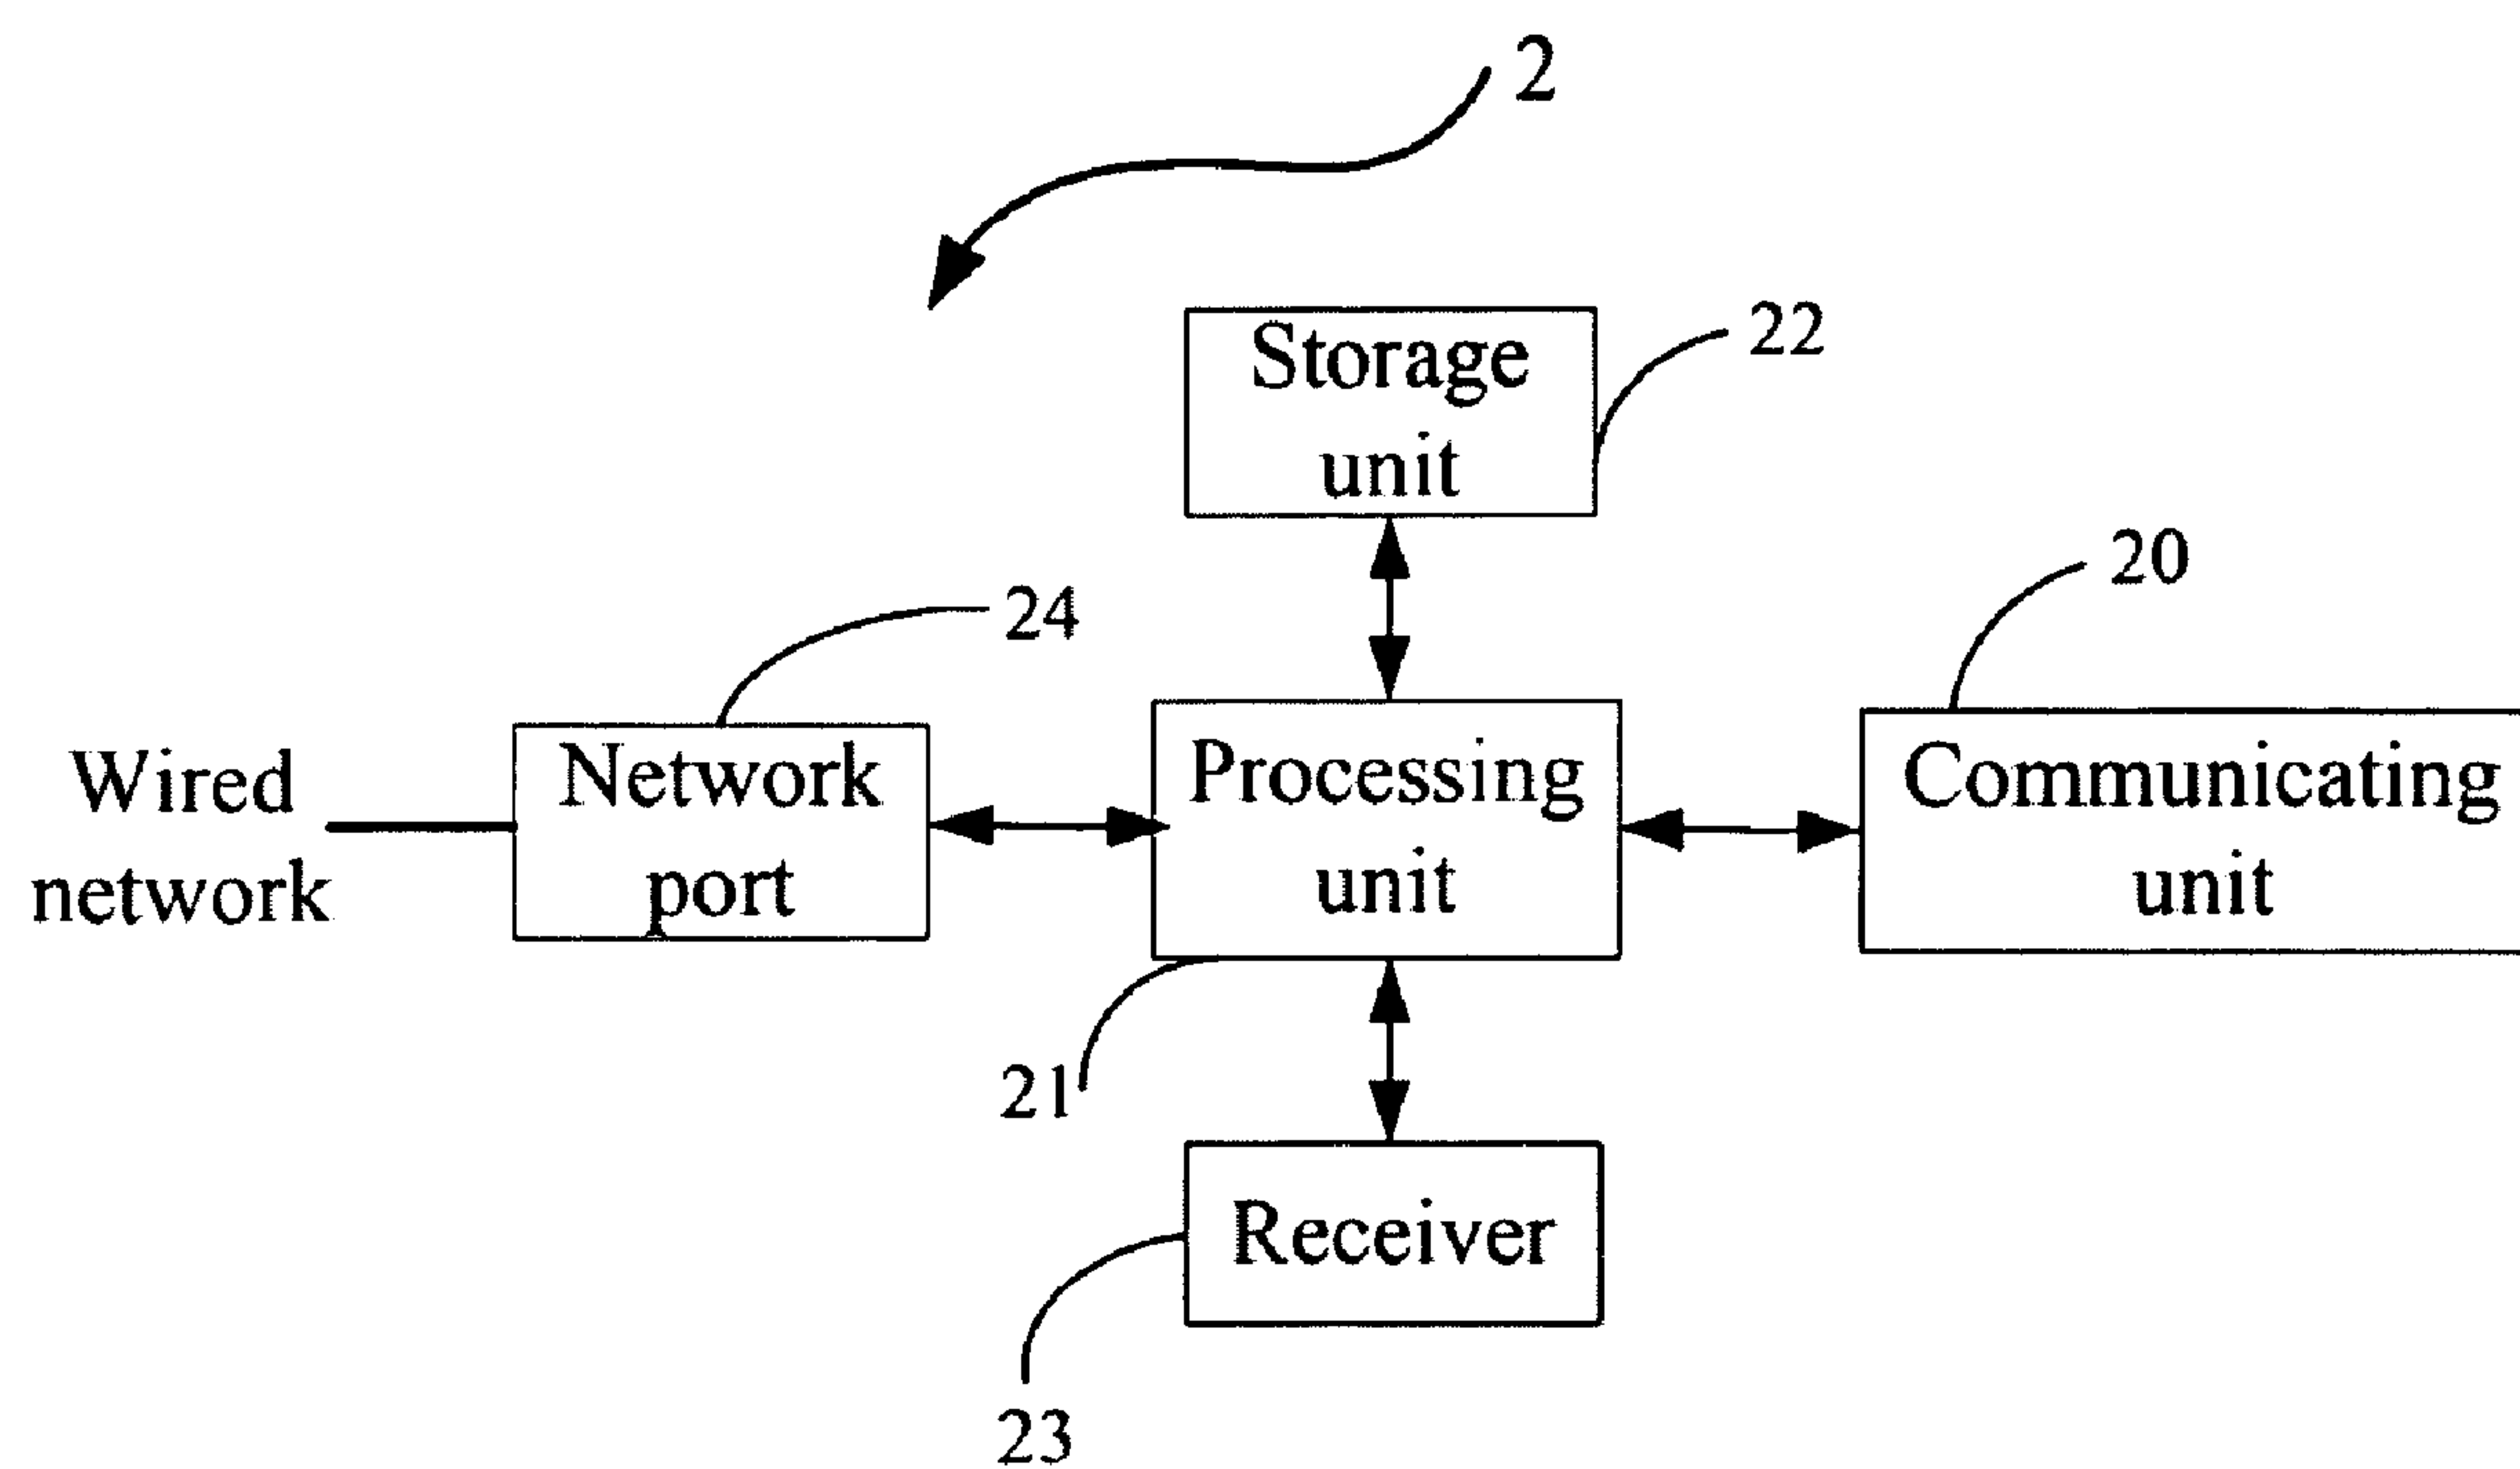 2
Storage
unit
22
20
24
Wired
network
Network
port
Processing
unit
Communicating
unit
21
Receiver
23